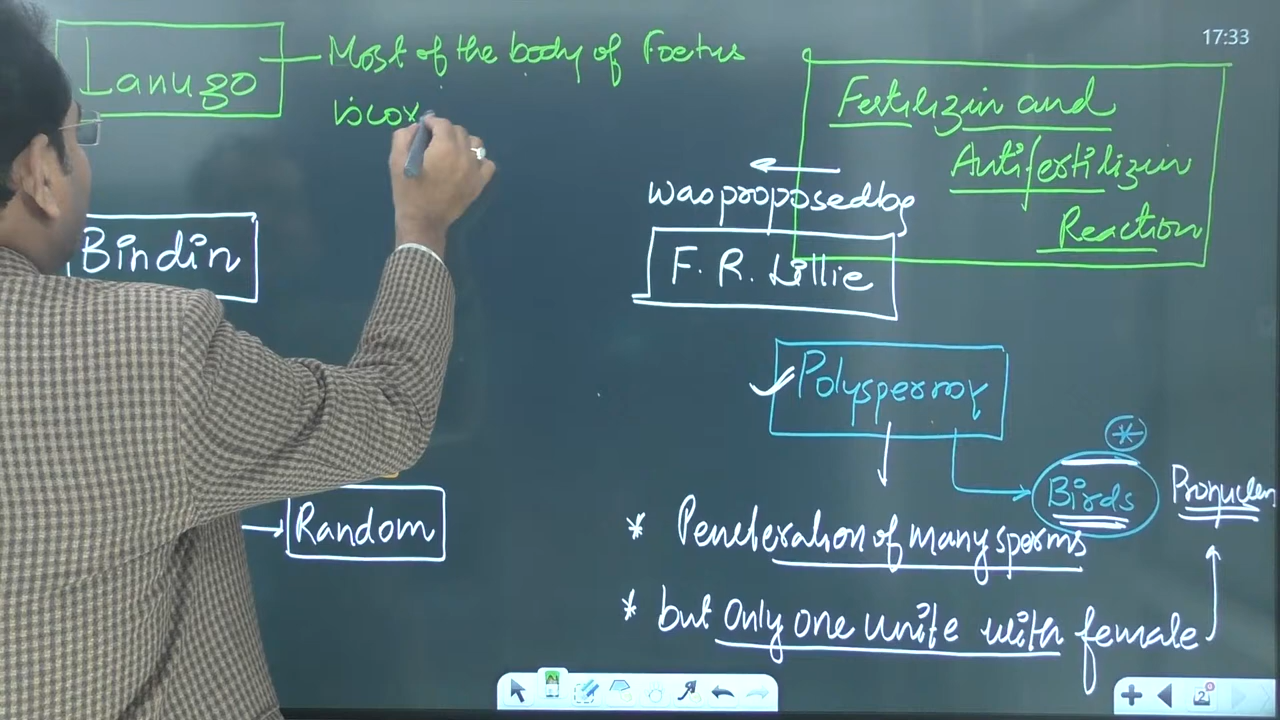 17:33
Lanugo
Most of the body of Foetus
is cov
Fertilizin and
Antifertilizin
Reaction
was proposed by
F. R. Lillie
Bindin
Polyspermy
Birds
Pronucleu
Random
* Peneteration of many sperms
* but only one unite with female
2